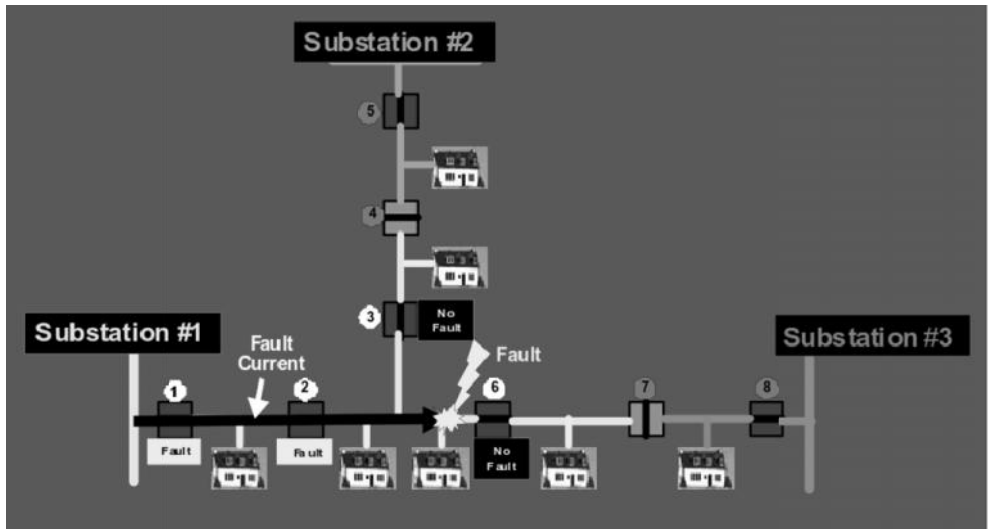 Substation #2
5
4
3
No
Fault
Substation #1
Fault
Current
Fault
Substation #3
1
2
6
7
8
Fault
Fault
No
Fault